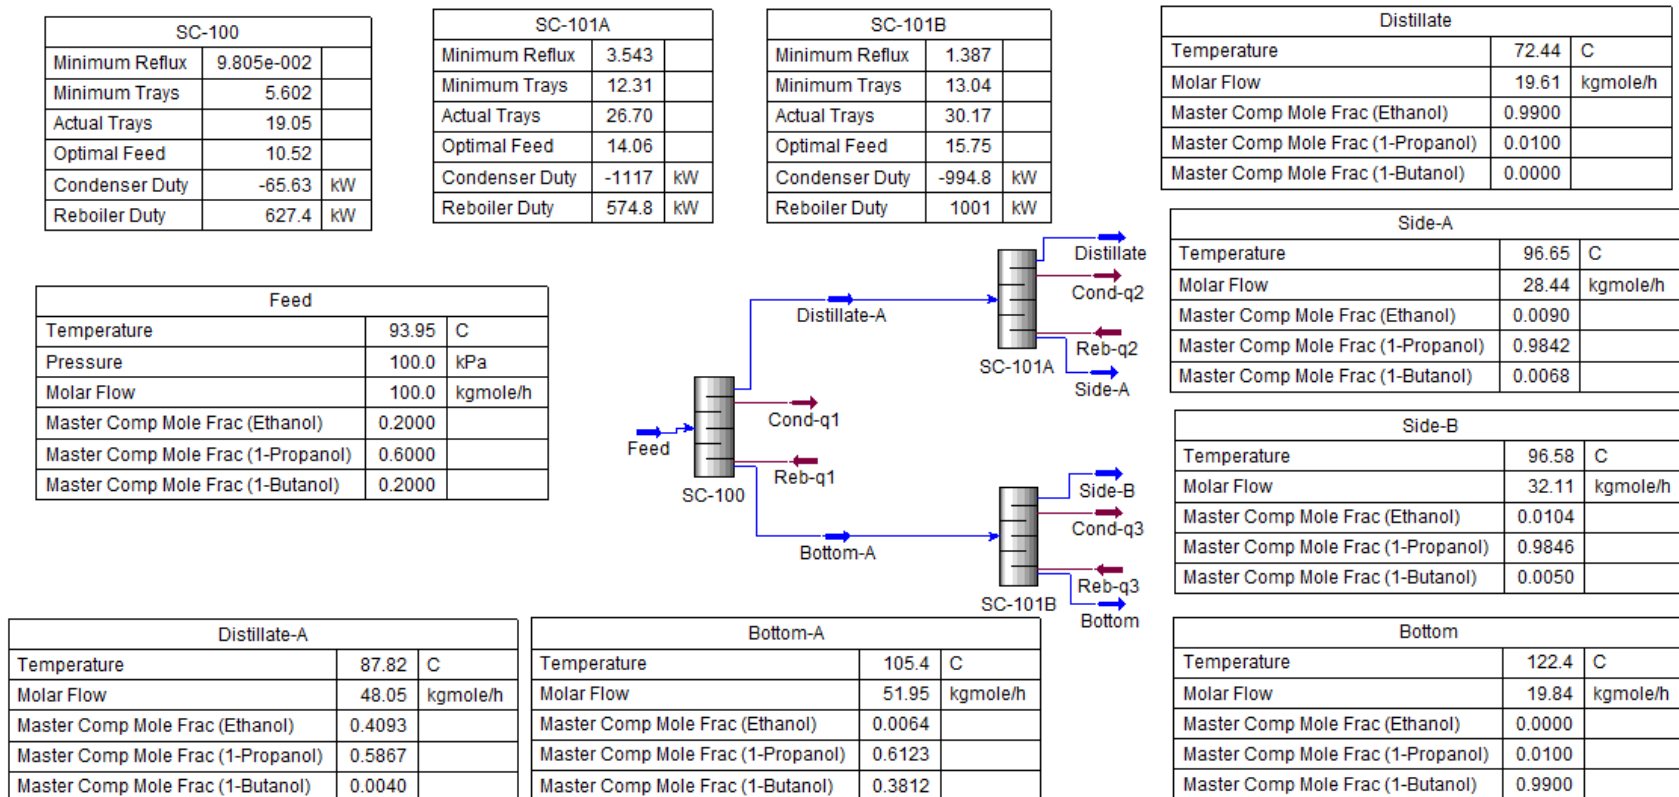 SC-100
Minimum Reflux 9.805e-002
Minimum Trays 5.602
Actual Trays 19.05
Optimal Feed 10.52
Condenser Duty -65.63 kW
Reboiler Duty 627.4 kW
SC-101A
Minimum Reflux 3.543
Minimum Trays 12.31
Actual Trays 26.70
Optimal Feed 14.06
Condenser Duty -1117 kW
Reboiler Duty 574.8 kW
SC-101B
Minimum Reflux 1.387
Minimum Trays 13.04
Actual Trays 30.17
Optimal Feed 15.75
Condenser Duty -994.8 kW
Reboiler Duty 1001 kW
Distillate
Temperature 72.44 C
Molar Flow 19.61 kgmole/h
Master Comp Mole Frac (Ethanol) 0.9900
Master Comp Mole Frac (1-Propanol) 0.0100
Master Comp Mole Frac (1-Butanol) 0.0000
Feed
Temperature 93.95 C
Pressure 100.0 kPa
Molar Flow 100.0 kgmole/h
Master Comp Mole Frac (Ethanol) 0.2000
Master Comp Mole Frac (1-Propanol) 0.6000
Master Comp Mole Frac (1-Butanol) 0.2000
Feed
SC-100
Cond-q1
Reb-q1
Distillate-A
Bottom-A
SC-101A
Distillate
Cond-q2
Reb-q2
Side-A
SC-101B
Side-B
Cond-q3
Reb-q3
Bottom
Side-A
Temperature 96.65 C
Molar Flow 28.44 kgmole/h
Master Comp Mole Frac (Ethanol) 0.0090
Master Comp Mole Frac (1-Propanol) 0.9842
Master Comp Mole Frac (1-Butanol) 0.0068
Side-B
Temperature 96.58 C
Molar Flow 32.11 kgmole/h
Master Comp Mole Frac (Ethanol) 0.0104
Master Comp Mole Frac (1-Propanol) 0.9846
Master Comp Mole Frac (1-Butanol) 0.0050
Distillate-A
Temperature 87.82 C
Molar Flow 48.05 kgmole/h
Master Comp Mole Frac (Ethanol) 0.4093
Master Comp Mole Frac (1-Propanol) 0.5867
Master Comp Mole Frac (1-Butanol) 0.0040
Bottom-A
Temperature 105.4 C
Molar Flow 51.95 kgmole/h
Master Comp Mole Frac (Ethanol) 0.0064
Master Comp Mole Frac (1-Propanol) 0.6123
Master Comp Mole Frac (1-Butanol) 0.3812
Bottom
Temperature 122.4 C
Molar Flow 19.84 kgmole/h
Master Comp Mole Frac (Ethanol) 0.0000
Master Comp Mole Frac (1-Propanol) 0.0100
Master Comp Mole Frac (1-Butanol) 0.9900